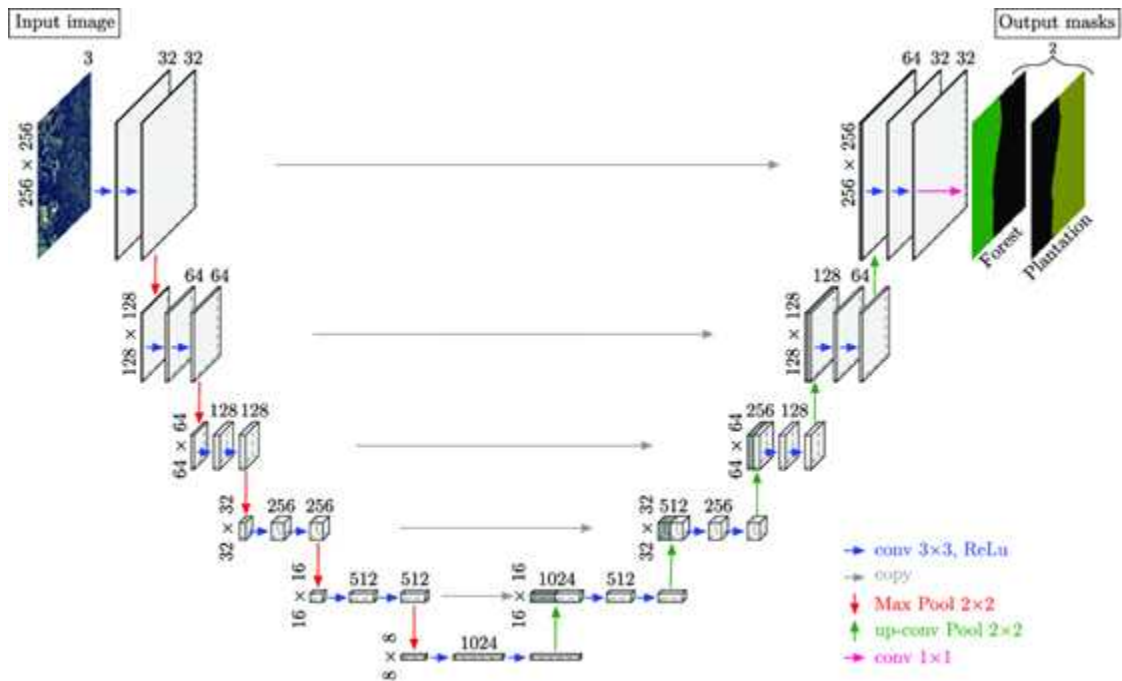 Input image
Output masks
3
32 32
256 × 256
64 32 32
256 × 256
2
Forest
Plantation
64 64
128 × 128
128 64
128 × 128
128 128
64 × 64
256 128
64 × 64
256 256
32 × 32
512 256
32 × 32
512 512
16 × 16
1024 512
16 × 16
1024
8 × 8
conv 3×3, ReLu
copy
Max Pool 2×2
up-conv Pool 2×2
conv 1×1